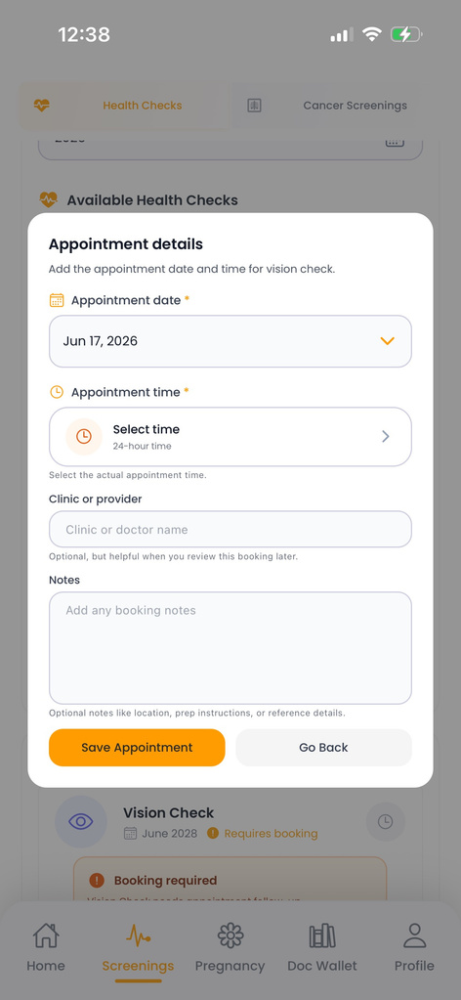 12:38
Health Checks
Cancer Screenings
Available Health Checks
Appointment details
Add the appointment date and time for vision check.
Appointment date *
Jun 17, 2026
Appointment time *
Select time
24-hour time
Select the actual appointment time.
Clinic or provider
Clinic or doctor name
Optional, but helpful when you review this booking later.
Notes
Add any booking notes
Optional notes like location, prep instructions, or reference details.
Save Appointment
Go Back
Vision Check
June 2028
Requires booking
Booking required
Home
Screenings
Pregnancy
Doc Wallet
Profile